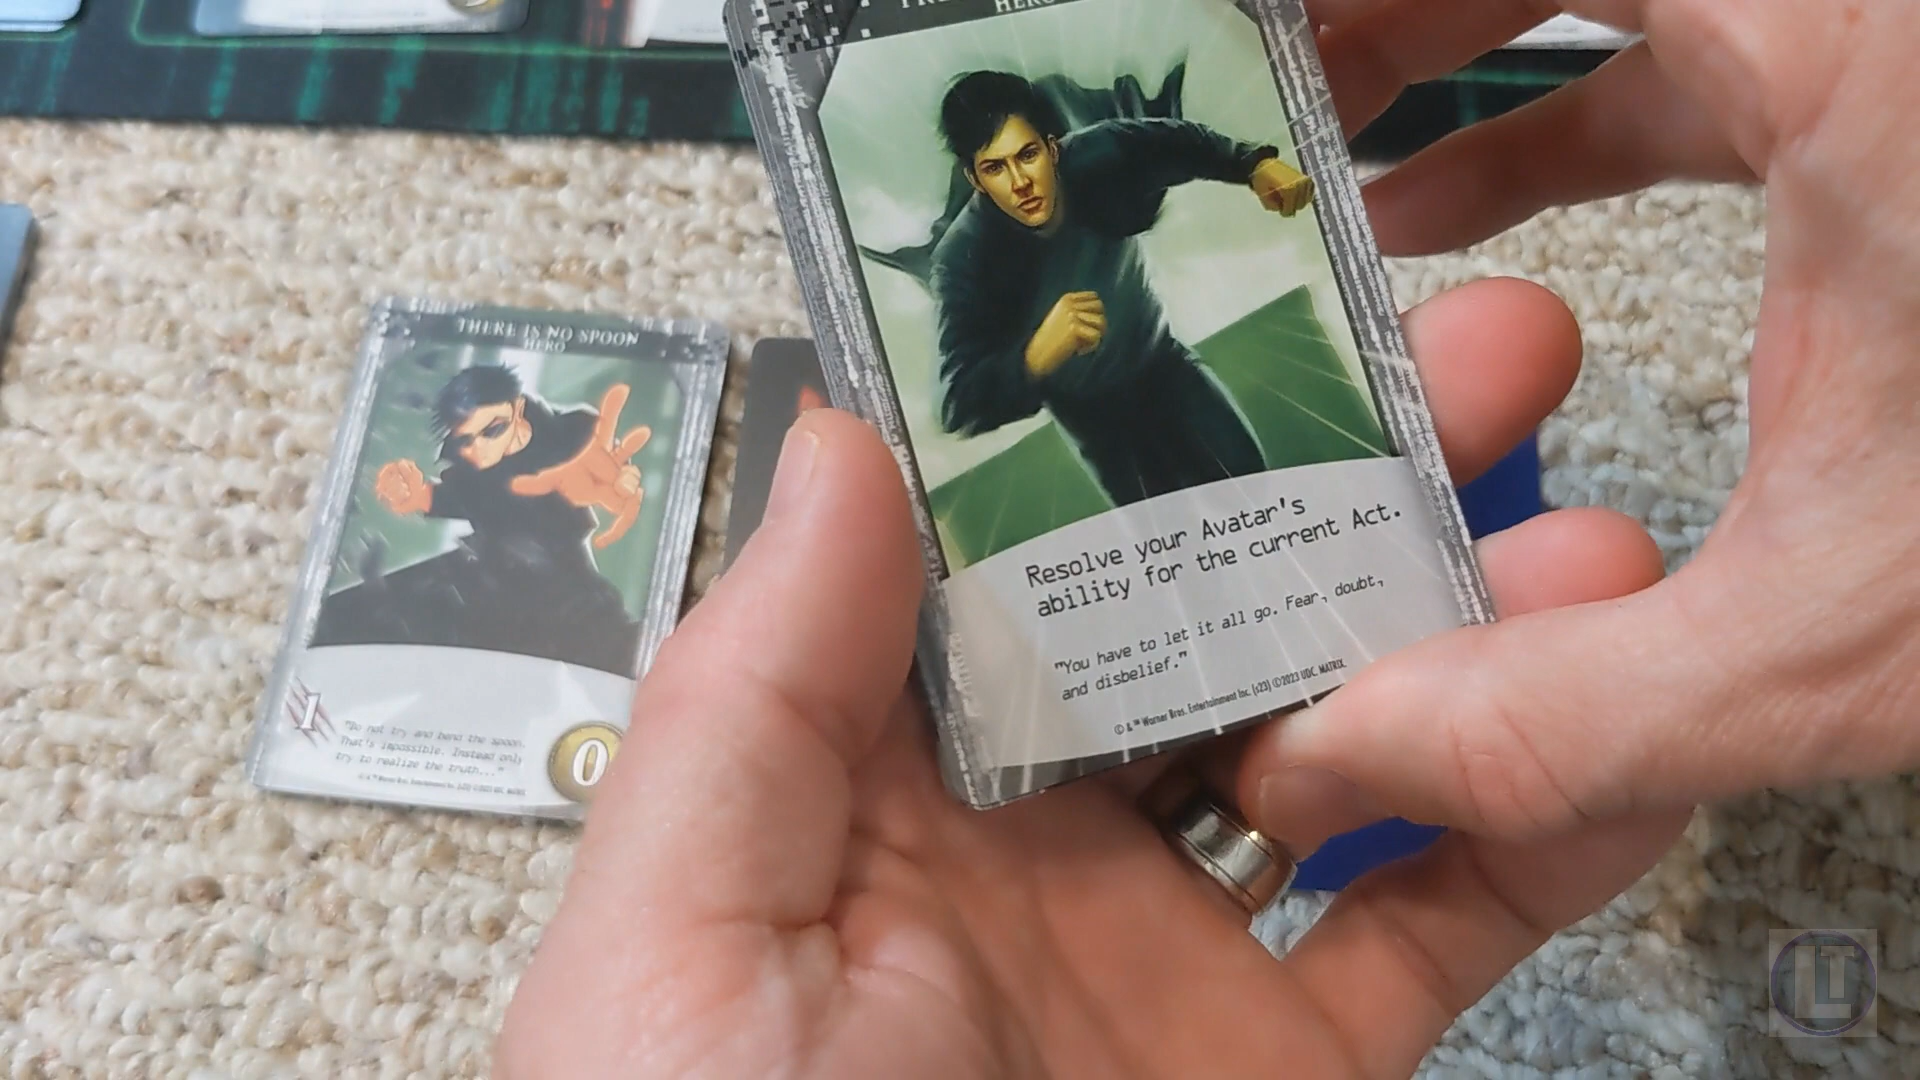 HERO
THERE IS NO SPOON
HERO
Resolve your Avatar's
ability for the current Act.
"You have to let it all go. Fear, doubt,
and disbelief."
© & ™ Warner Bros. Entertainment Inc. (s23) ©2023 UDC. MATRIX.
1
"Do not try and bend the spoon.
That's impossible. Instead only
try to realize the truth..."
0
LT